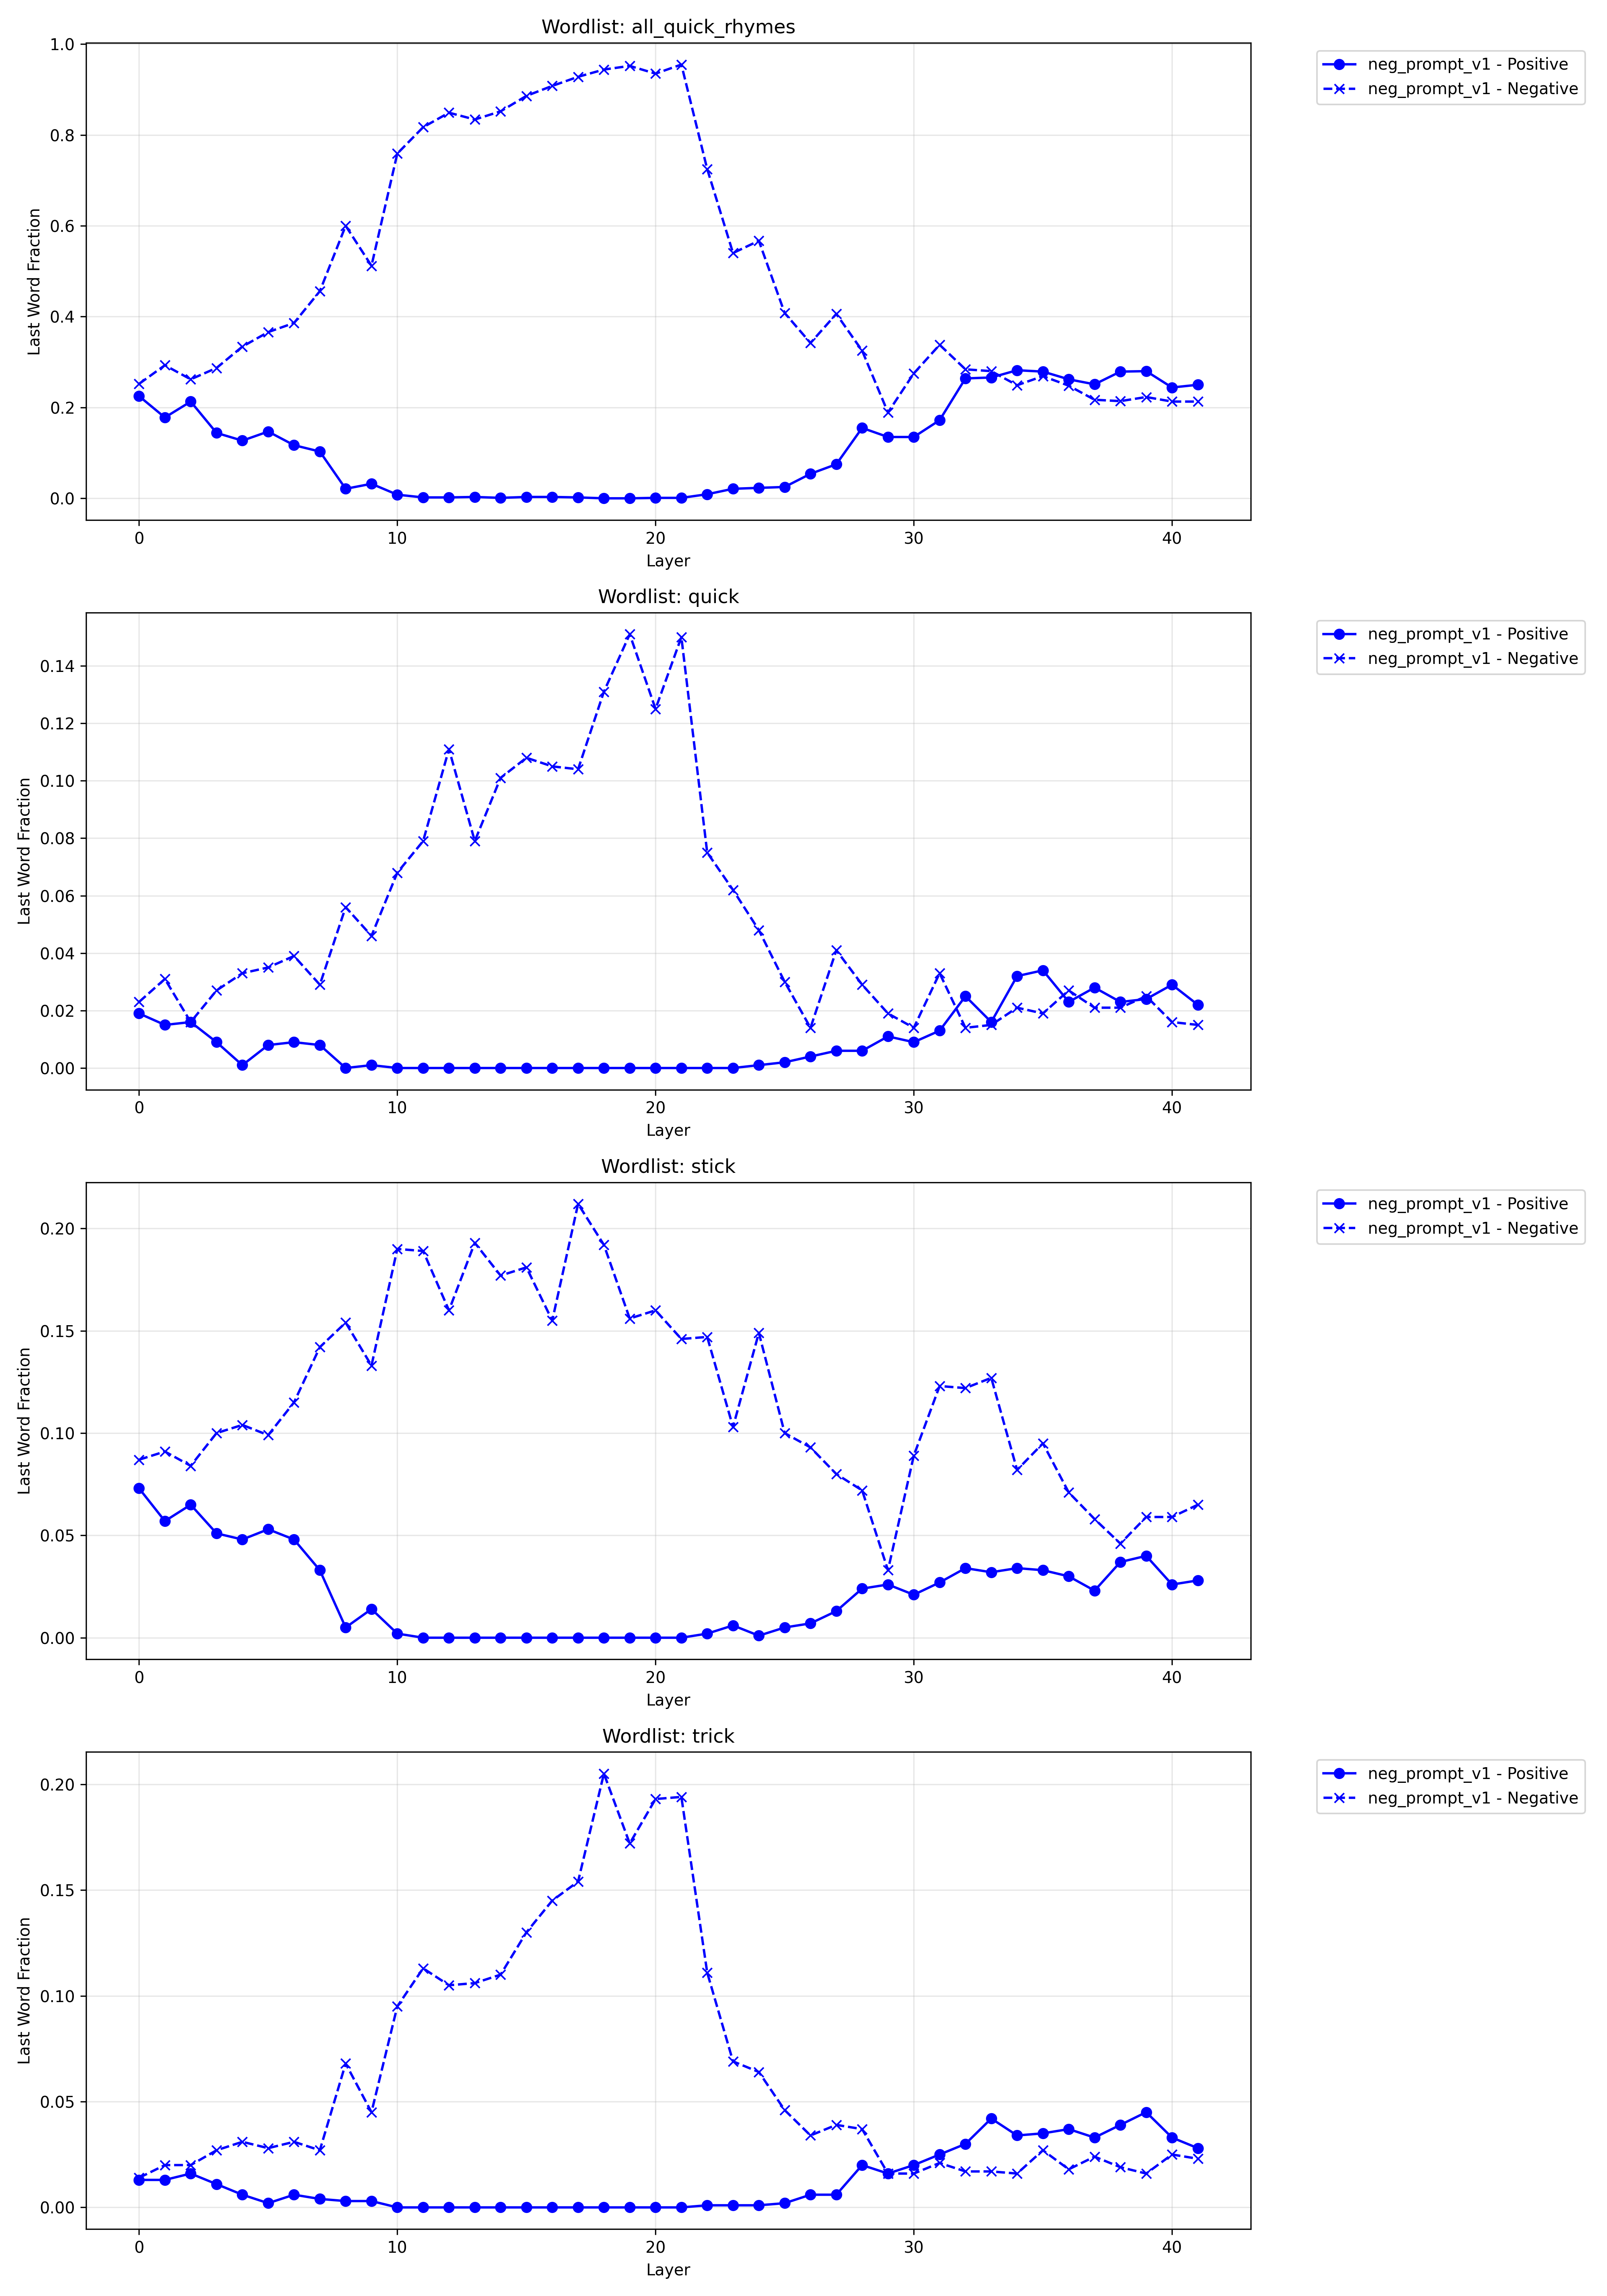 Wordlist: all_quick_rhymes
1.0
0.8
0.6
0.4
0.2
0.0
Last Word Fraction
0 10 20 30 40
Layer
neg_prompt_v1 - Positive
neg_prompt_v1 - Negative
Wordlist: quick
0.14
0.12
0.10
0.08
0.06
0.04
0.02
0.00
Last Word Fraction
0 10 20 30 40
Layer
neg_prompt_v1 - Positive
neg_prompt_v1 - Negative
Wordlist: stick
0.20
0.15
0.10
0.05
0.00
Last Word Fraction
0 10 20 30 40
Layer
neg_prompt_v1 - Positive
neg_prompt_v1 - Negative
Wordlist: trick
0.20
0.15
0.10
0.05
0.00
Last Word Fraction
0 10 20 30 40
Layer
neg_prompt_v1 - Positive
neg_prompt_v1 - Negative